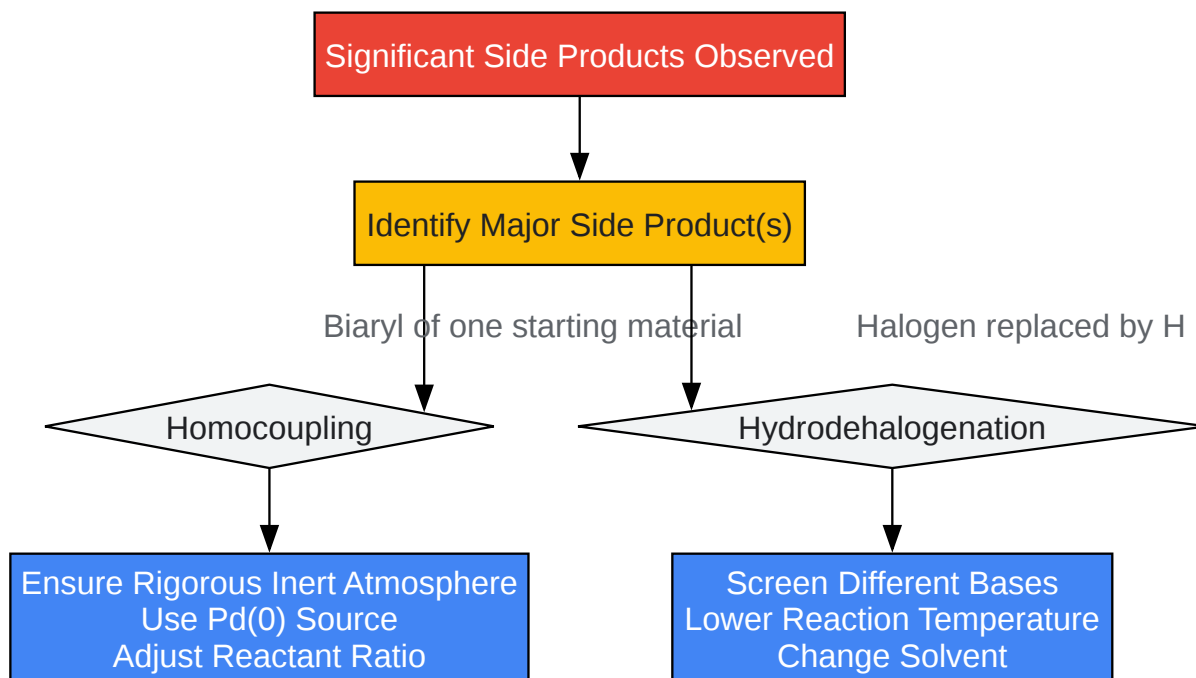 Significant Side Products Observed
Identify Major Side Product(s)
Biaryl of one starting material
Halogen replaced by H
Homocoupling
Hydrodehalogenation
Ensure Rigorous Inert Atmosphere
Use Pd(0) Source
Adjust Reactant Ratio
Screen Different Bases
Lower Reaction Temperature
Change Solvent